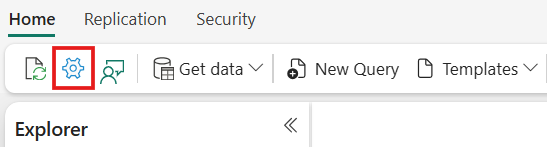 Home Replication Security
Get data New Query Templates
Explorer